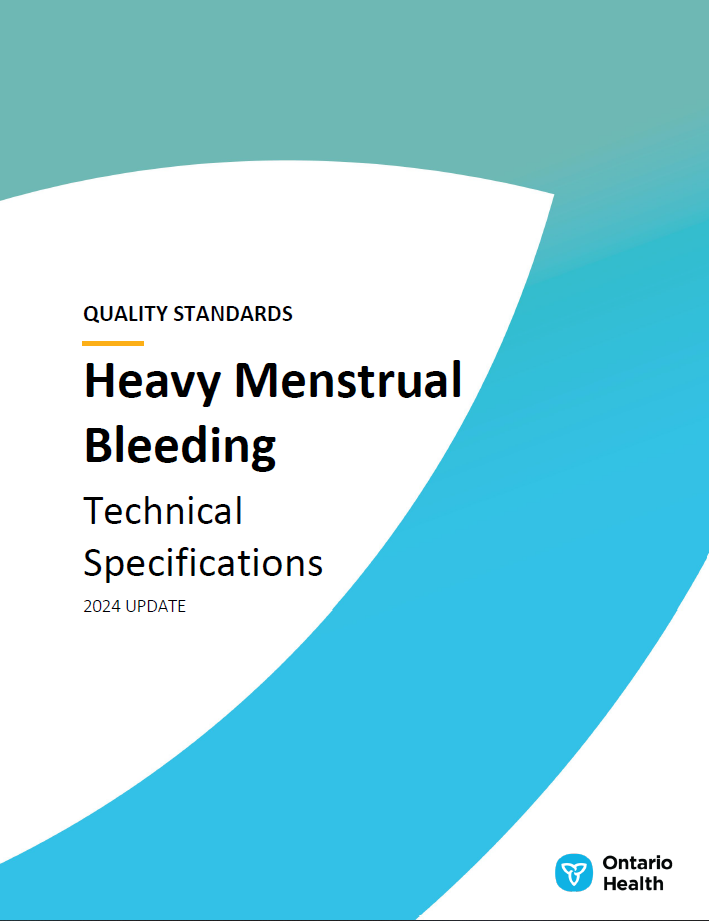 QUALITY STANDARDS
Heavy Menstrual
Bleeding
Technical
Specifications
2024 UPDATE
Ontario
Health